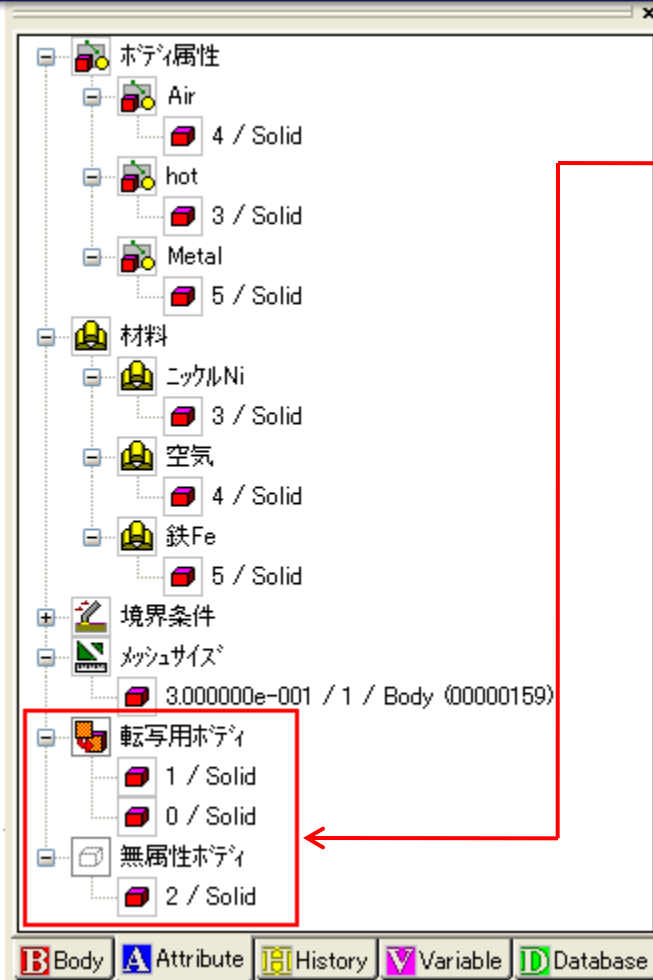 ﾎﾞﾃﾞｨ属性
Air
4 / Solid
hot
3 / Solid
Metal
5 / Solid
材料
ﾆｯｹﾙNi
3 / Solid
空気
4 / Solid
鉄Fe
5 / Solid
境界条件
ﾒｯｼｭｻｲｽﾞ
3.000000e-001 / 1 / Body (00000159)
転写用ﾎﾞﾃﾞｨ
1 / Solid
0 / Solid
無属性ﾎﾞﾃﾞｨ
2 / Solid
B Body A Attribute H History V Variable D Database